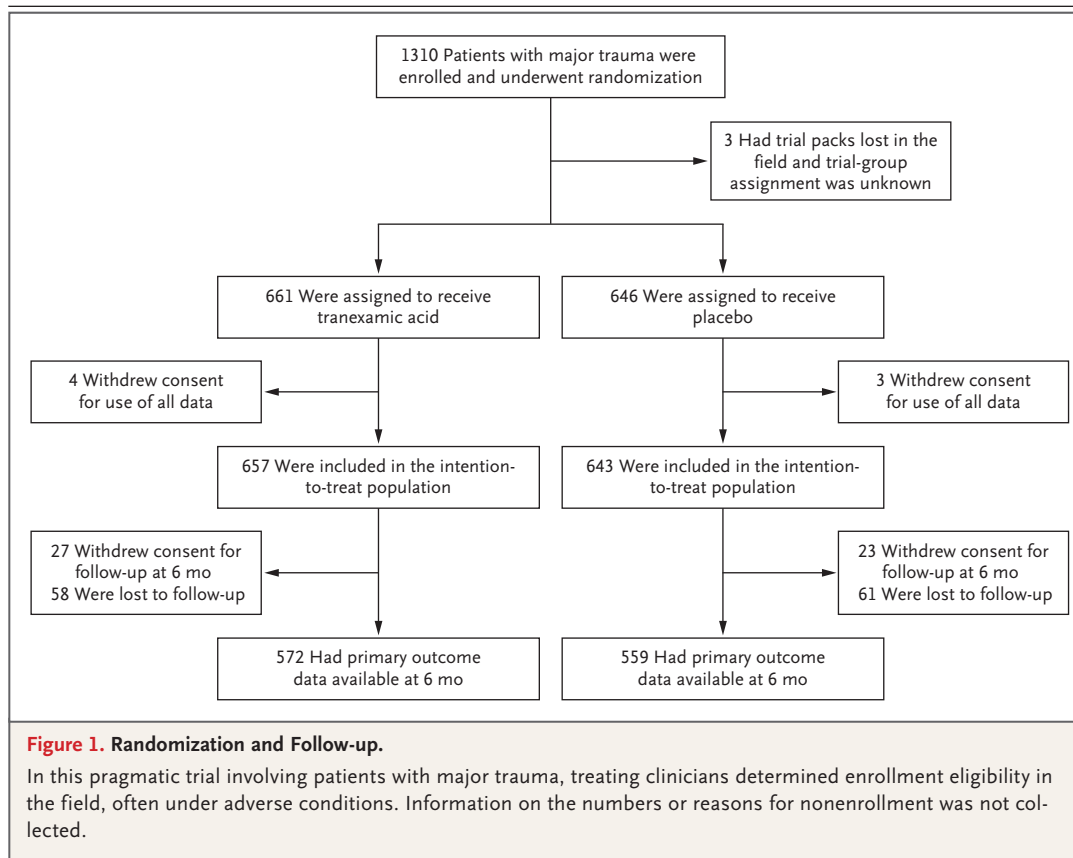 1310 Patients with major trauma were
enrolled and underwent randomization
3 Had trial packs lost in the
field and trial-group
assignment was unknown
661 Were assigned to receive
tranexamic acid
646 Were assigned to receive
placebo
4 Withdrew consent
for use of all data
3 Withdrew consent
for use of all data
657 Were included in the intention-
to-treat population
643 Were included in the intention-
to-treat population
27 Withdrew consent for
follow-up at 6 mo
58 Were lost to follow-up
23 Withdrew consent for
follow-up at 6 mo
61 Were lost to follow-up
572 Had primary outcome
data available at 6 mo
559 Had primary outcome
data available at 6 mo
Figure 1. Randomization and Follow-up.
In this pragmatic trial involving patients with major trauma, treating clinicians determined enrollment eligibility in
the field, often under adverse conditions. Information on the numbers or reasons for nonenrollment was not col-
lected.